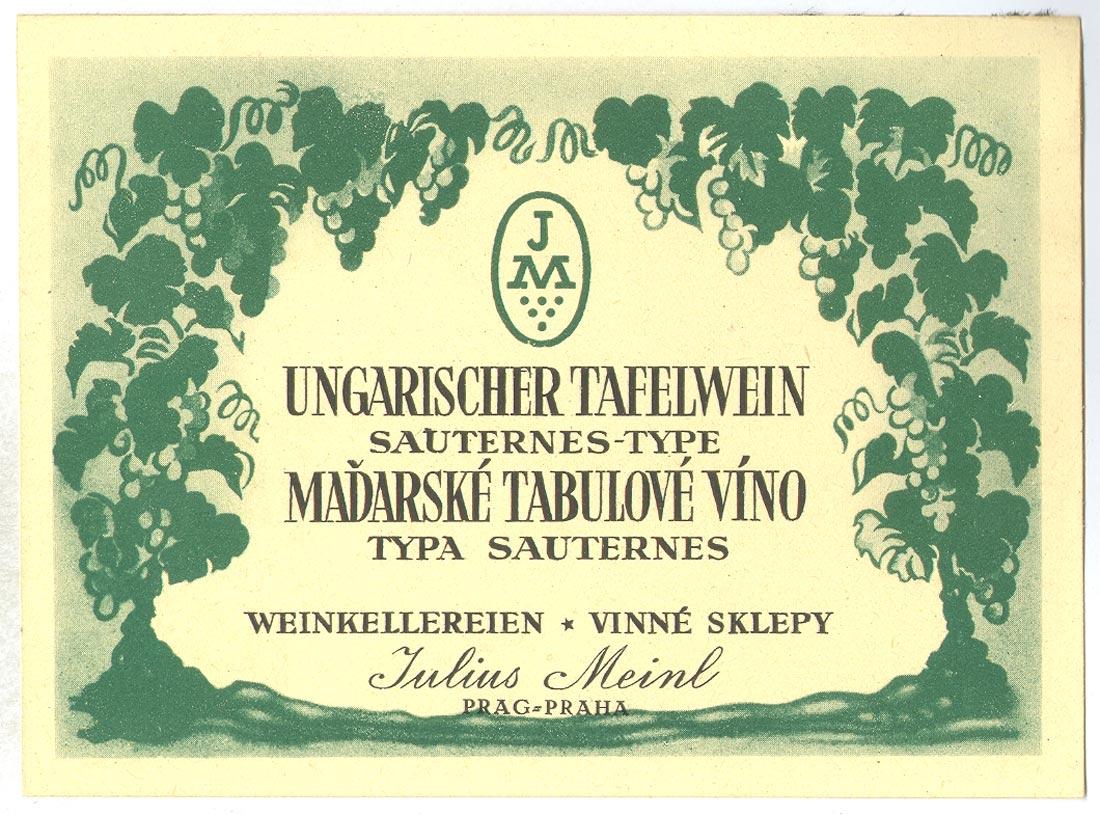 J
M
UNGARISCHER TAFELWEIN
SAUTERNES-TYPE
MAĎARSKÉ TABULOVÉ VÍNO
TYPA SAUTERNES
WEINKELLEREIEN ★ VINNÉ SKLEPY
Julius Meinl
PRAG=PRAHA